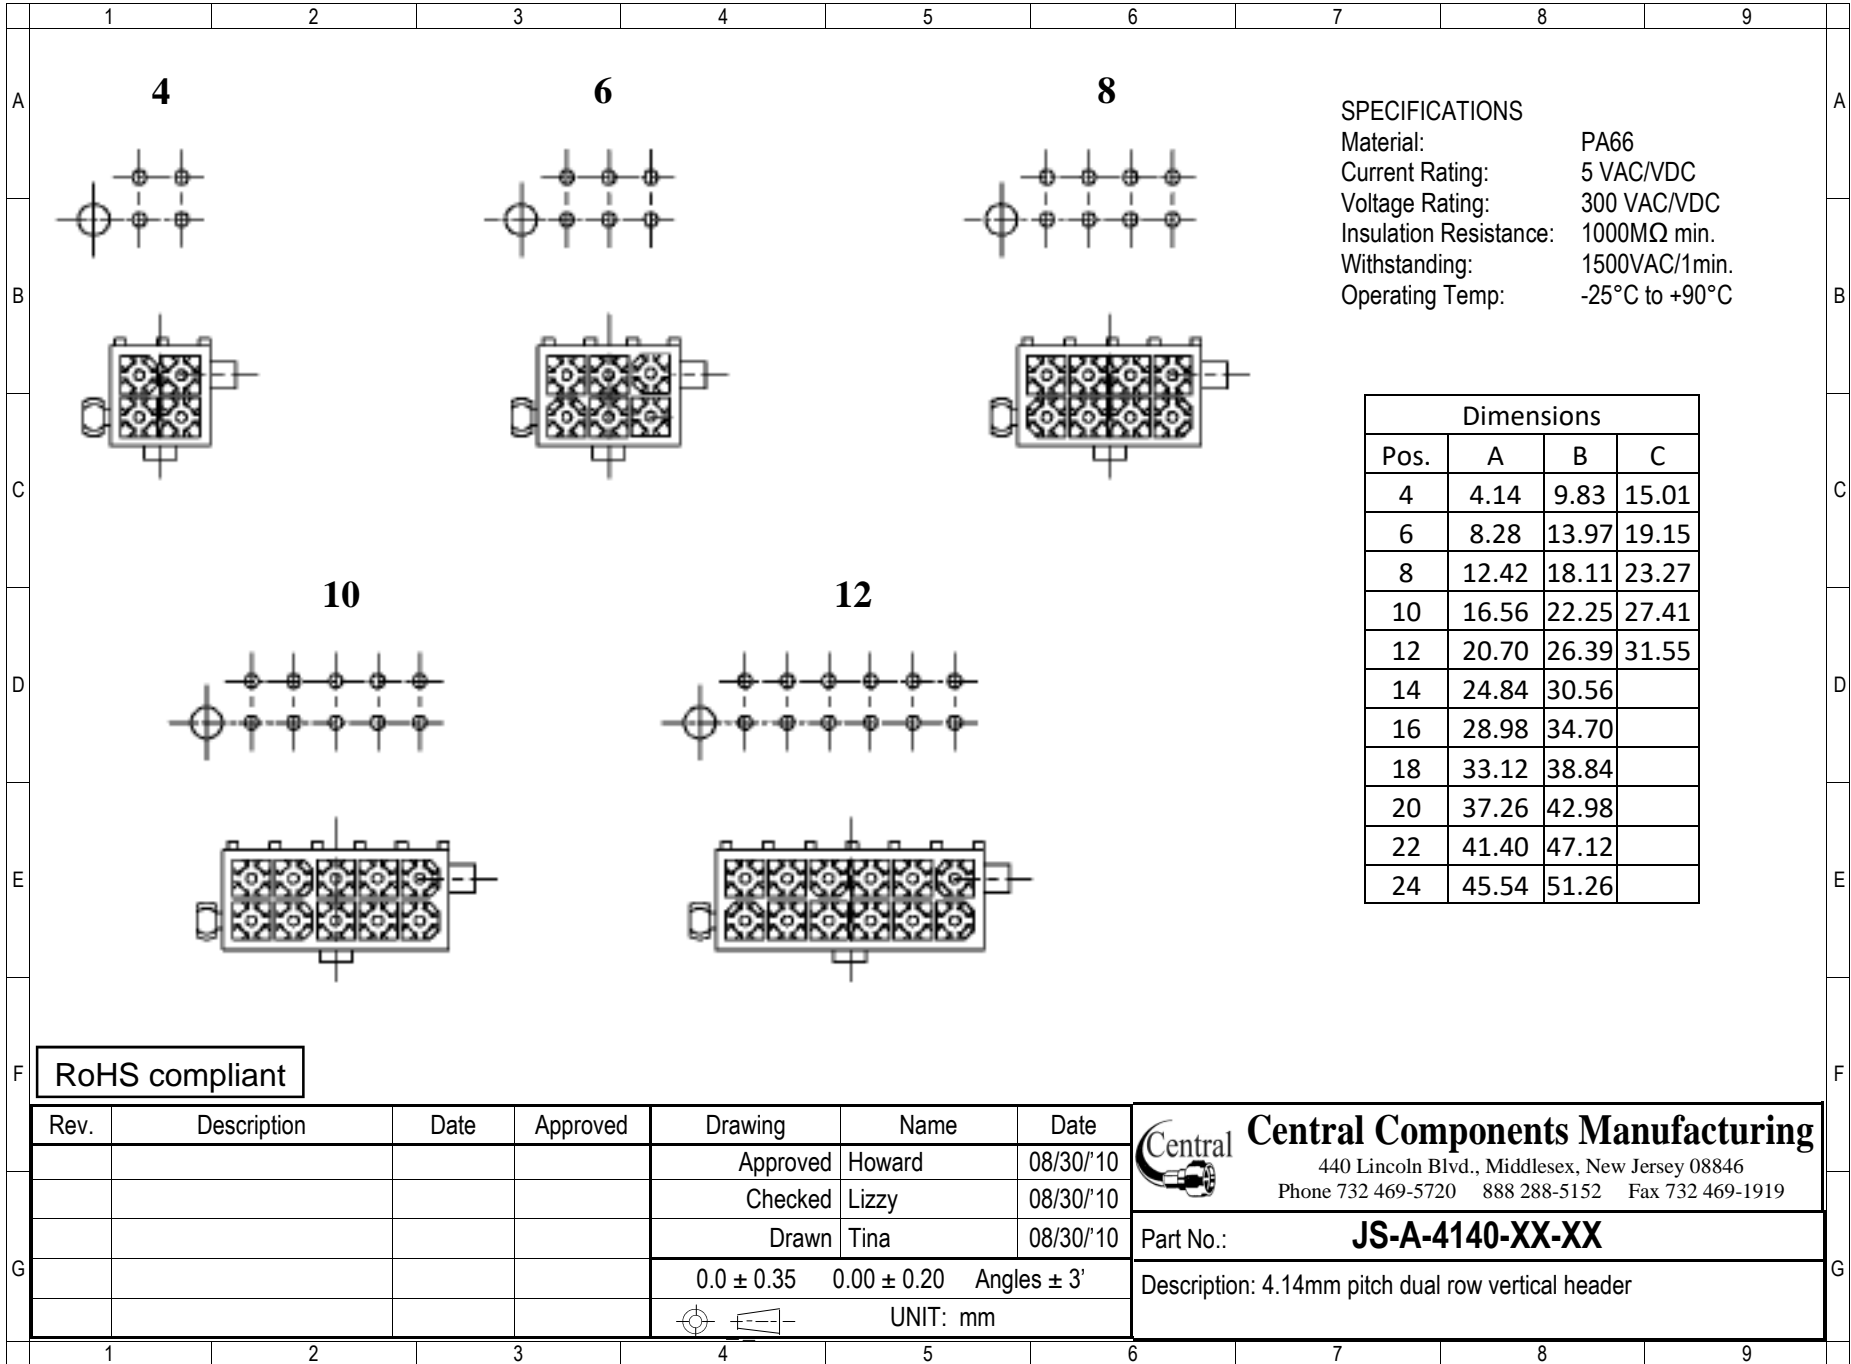 1 2 3 4 5 6 7 8 9
A A
B B
C C
D D
E E
F F
G G
4 6 8
10 12
SPECIFICATIONS
Material: PA66
Current Rating: 5 VAC/VDC
Voltage Rating: 300 VAC/VDC
Insulation Resistance: 1000MΩ min.
Withstanding: 1500VAC/1min.
Operating Temp: -25°C to +90°C
Dimensions
Pos. A B C
4 4.14 9.83 15.01
6 8.28 13.97 19.15
8 12.42 18.11 23.27
10 16.56 22.25 27.41
12 20.70 26.39 31.55
14 24.84 30.56
16 28.98 34.70
18 33.12 38.84
20 37.26 42.98
22 41.40 47.12
24 45.54 51.26
RoHS compliant
Rev. Description Date Approved
Drawing Name Date
Approved Howard 08/30/'10
Checked Lizzy 08/30/'10
Drawn Tina 08/30/'10
0.0 ± 0.35 0.00 ± 0.20 Angles ± 3'
UNIT: mm
Central
Central Components Manufacturing
440 Lincoln Blvd., Middlesex, New Jersey 08846
Phone 732 469-5720 888 288-5152 Fax 732 469-1919
Part No.: JS-A-4140-XX-XX
Description: 4.14mm pitch dual row vertical header
1 2 3 4 5 6 7 8 9